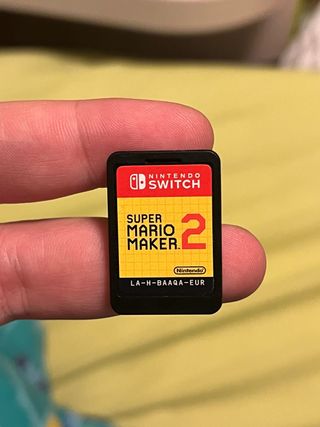 NINTENDO
SWITCH
SUPER
MARIO
MAKER 2
Nintendo
LA-H-BAAQA-EUR